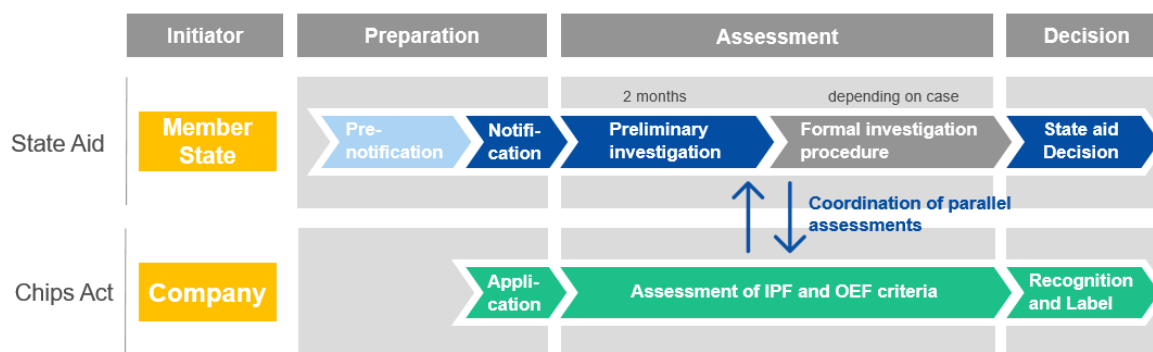 Initiator
Preparation
Assessment
Decision
2 months
depending on case
State Aid
Member
State
Pre-
notification
Notifi-
cation
Preliminary
investigation
Formal investigation
procedure
State aid
Decision
Coordination of parallel
assessments
Chips Act
Company
Appli-
cation
Assessment of IPF and OEF criteria
Recognition
and Label